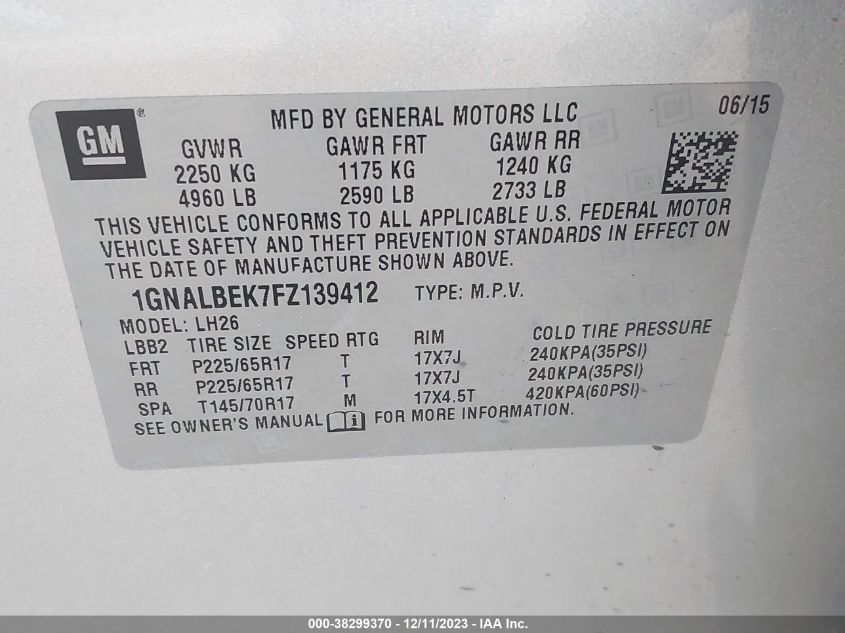 GM ® MFD BY GENERAL MOTORS LLC 06/15
GVWR GAWR FRT GAWR RR
2250 KG 1175 KG 1240 KG
4960 LB 2590 LB 2733 LB
THIS VEHICLE CONFORMS TO ALL APPLICABLE U.S. FEDERAL MOTOR
VEHICLE SAFETY AND THEFT PREVENTION STANDARDS IN EFFECT ON
THE DATE OF MANUFACTURE SHOWN ABOVE.
1GNALBEK7FZ139412 TYPE: M.P.V.
MODEL: LH26
LBB2 TIRE SIZE SPEED RTG RIM COLD TIRE PRESSURE
FRT P225/65R17 T 17X7J 240KPA(35PSI)
RR P225/65R17 T 17X7J 240KPA(35PSI)
SPA T145/70R17 M 17X4.5T 420KPA(60PSI)
SEE OWNER'S MANUAL FOR MORE INFORMATION.
000-38299370 - 12/11/2023 - IAA Inc.